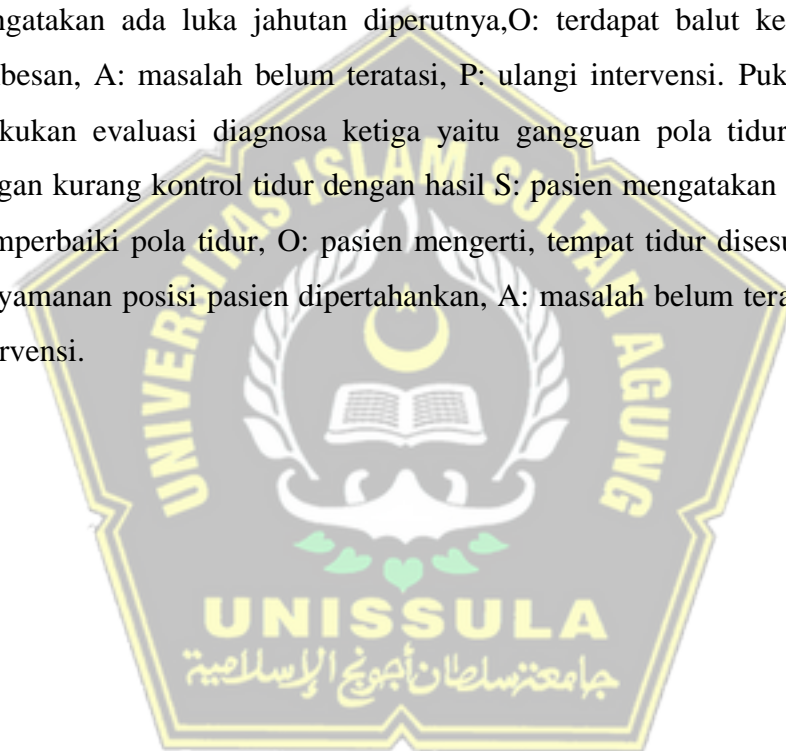 ngatakan ada luka jahutan diperutnya,O: terdapat balut ke
besan, A: masalah belum teratasi, P: ulangi intervensi. Puk
kukan evaluasi diagnosa ketiga yaitu gangguan pola tidur
gan kurang kontrol tidur dengan hasil S: pasien mengatakan
mperbaiki pola tidur, O: pasien mengerti, tempat tidur disesu
yamanan posisi pasien dipertahankan, A: masalah belum tera
rvensi.
UNIVERSITAS ISLAM SULTAN AGUNG
UNISSULA
جامعة سلطان أجونج الإسلامية